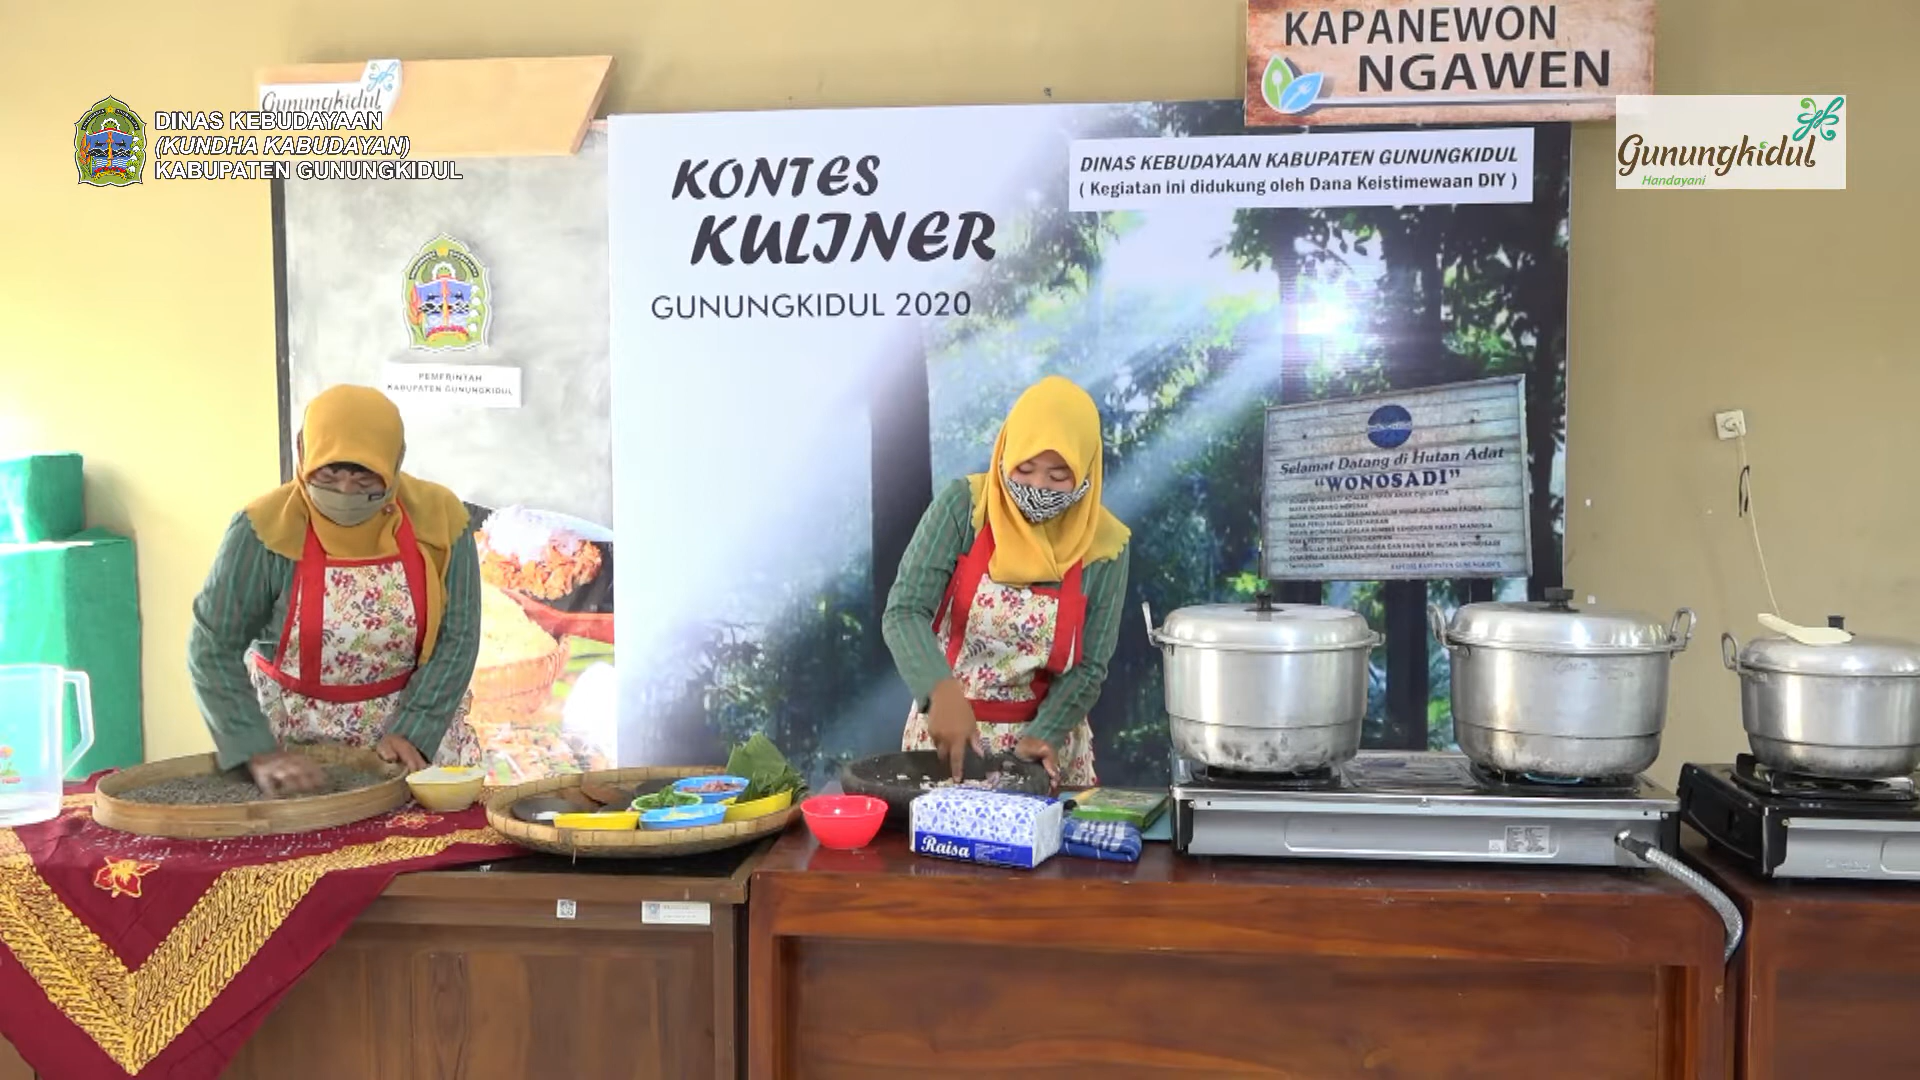 KAPANEWON
NGAWEN
Gunungkidul
DINAS KEBUDAYAAN
(KUNDHA KABUDAYAN)
KABUPATEN GUNUNGKIDUL
Gunungkidul
Handayani
KONTES
KULINER
GUNUNGKIDUL 2020
DINAS KEBUDAYAAN KABUPATEN GUNUNGKIDUL
( Kegiatan ini didukung oleh Dana Keistimewaan DIY )
PEMERINTAH
KABUPATEN GUNUNGKIDUL
Selamat Datang di Hutan Adat
“WONOSADI”
Raisa